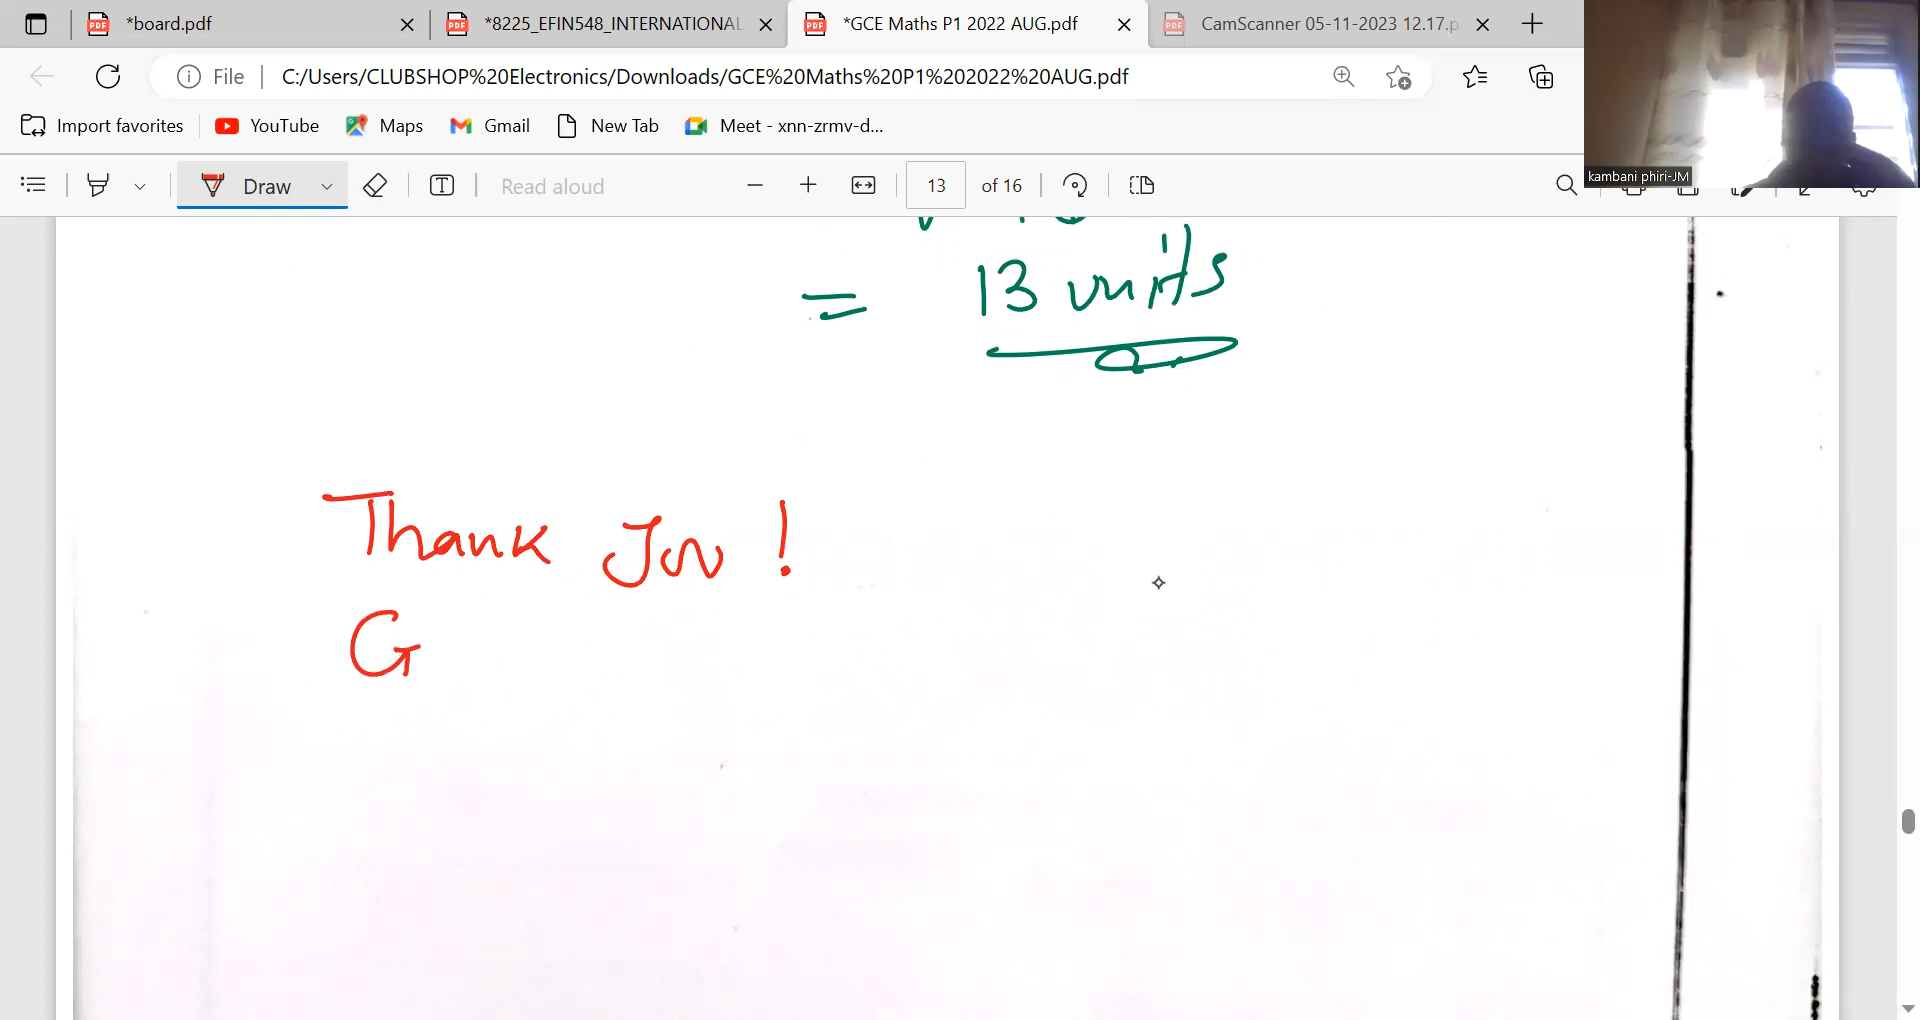 *board.pdf
*8225_EFIN548_INTERNATIONAL
*GCE Maths P1 2022 AUG.pdf
CamScanner 05-11-2023 12.17.p
File
C:/Users/CLUBSHOP%20Electronics/Downloads/GCE%20Maths%20P1%202022%20AUG.pdf
Import favorites
YouTube
Maps
Gmail
New Tab
Meet - xnn-zrmv-d...
kambani phiri-JM
Draw
Read aloud
13
of 16
= 13 units
Thank you !
G